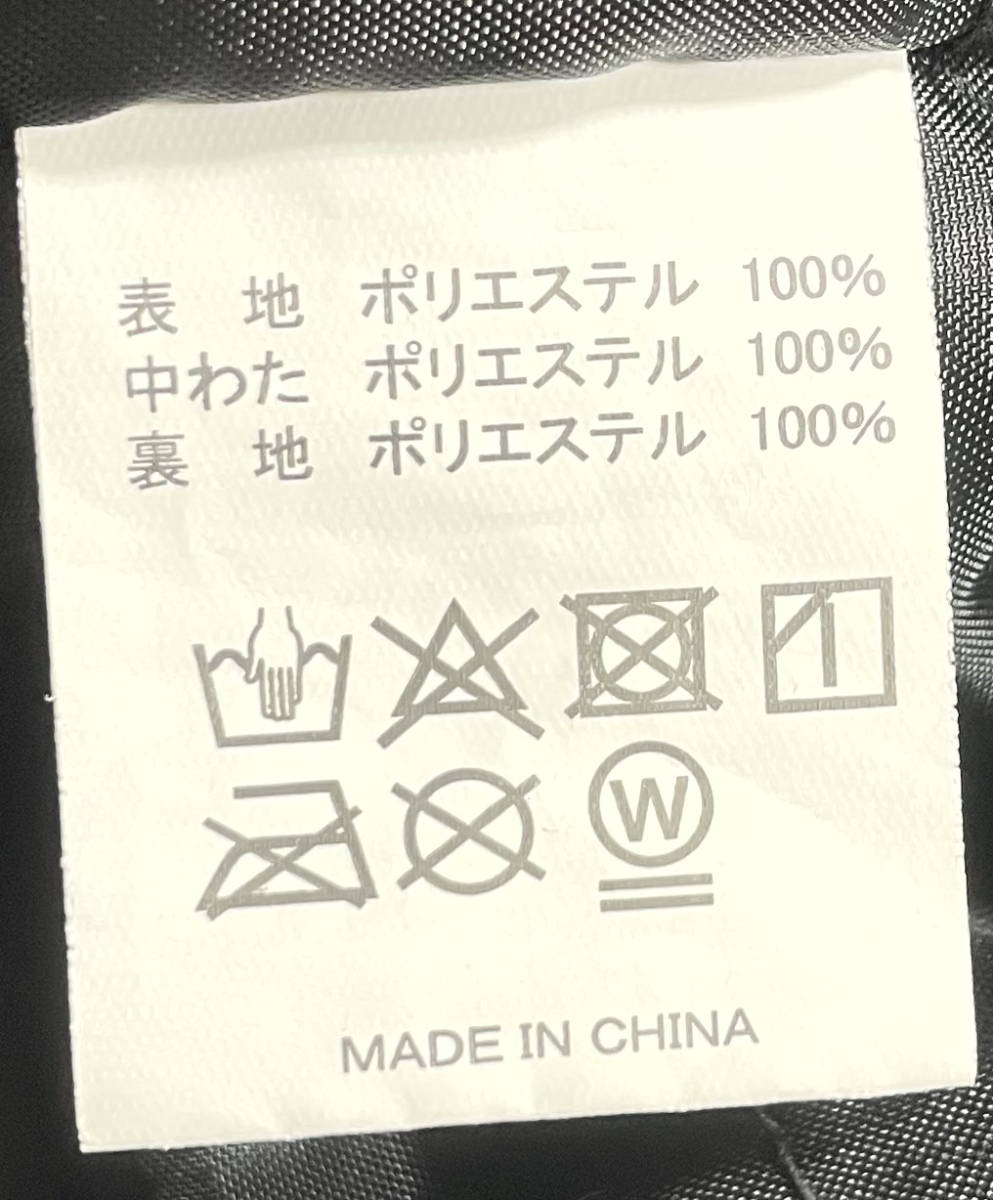 表 地 ポリエステル 100%
中わた ポリエステル 100%
裏 地 ポリエステル 100%
W
MADE IN CHINA